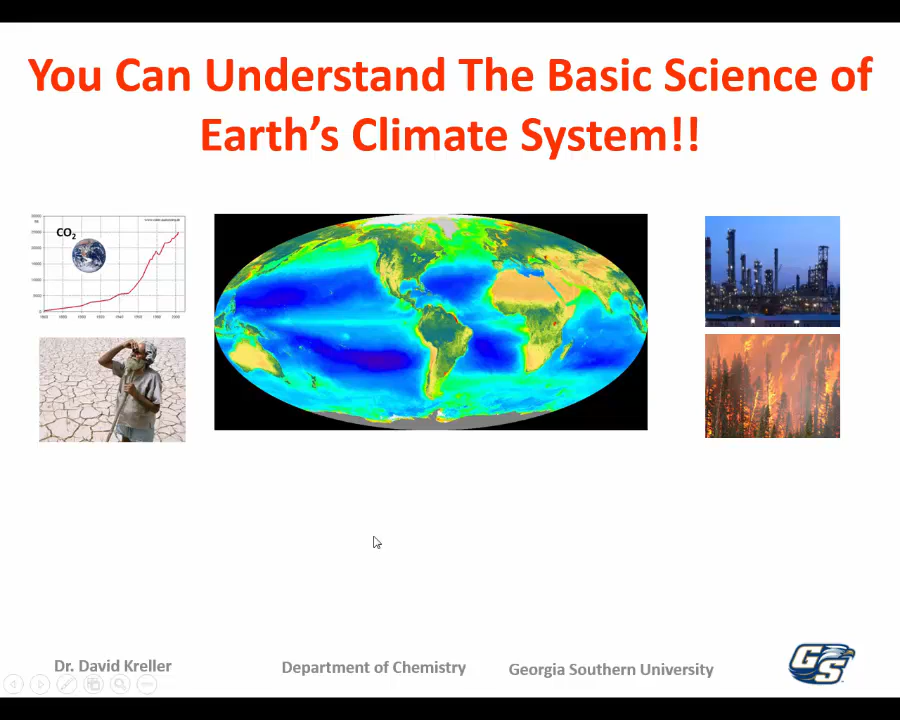 You Can Understand The Basic Science of
Earth's Climate System!!
CO2
Dr. David Kreller
Department of Chemistry
Georgia Southern University
GS